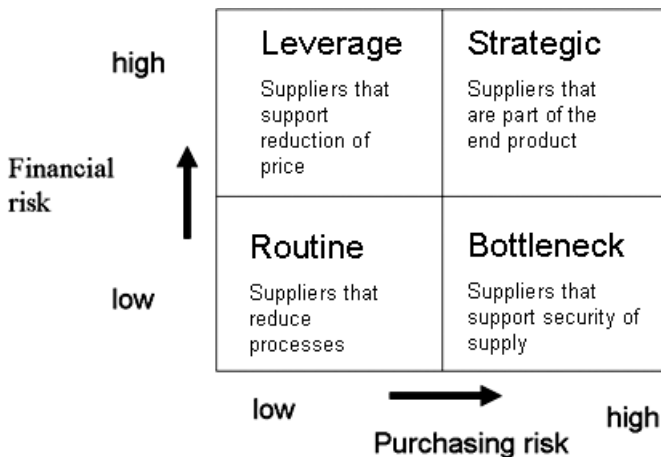 high
Financial
risk
low
Leverage
Suppliers that
support
reduction of
price
Strategic
Suppliers that
are part of the
end product
Routine
Suppliers that
reduce
processes
Bottleneck
Suppliers that
support security of
supply
low
high
Purchasing risk